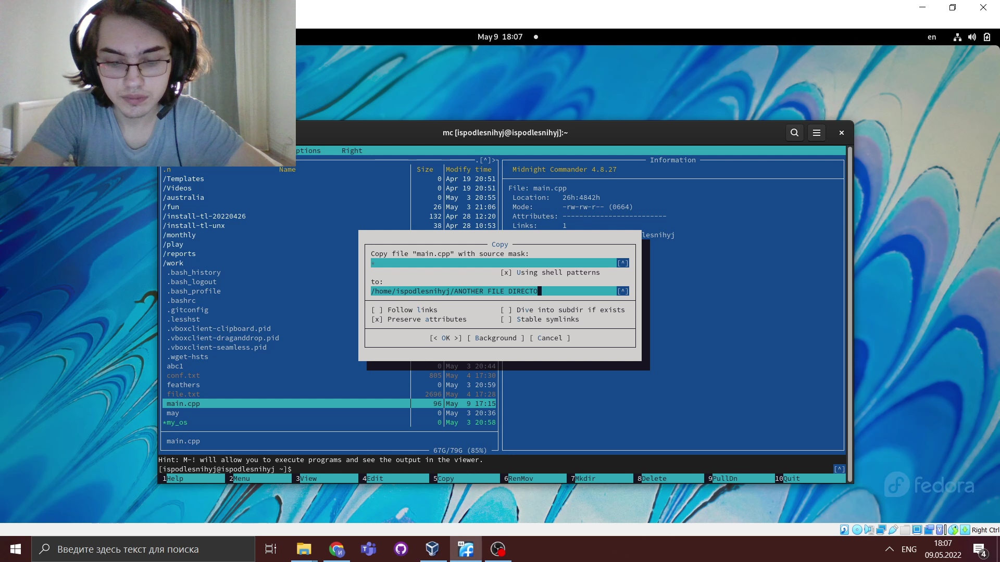 May 9 18:07
en
mc [ispodlesnihyj@ispodlesnihyj]:~
ptions Right
.[^]>
Information
.n Name Size Modify time
Midnight Commander 4.8.27
/Templates 0 Apr 19 20:51
/Videos 0 Apr 19 20:51
File: main.cpp
/australia 0 May 3 20:55
Location: 26h:4842h
/fun 26 May 3 21:06
Mode: -rw-rw-r-- (0664)
/install-tl-20220426 132 Apr 28 12:20
Attributes: -------------------------
/install-tl-unx 38 Apr 28 10:53
Links: 1
/monthly
lesnihyj
/play
/reports
/work
.bash_history
.bash_logout
.bash_profile
.bashrc
.gitconfig
.lesshst
.vboxclient-clipboard.pid
.vboxclient-draganddrop.pid
.vboxclient-seamless.pid
.wget-hsts
abc1 0 May 3 20:44
conf.txt 805 May 4 17:30
feathers 0 May 3 20:59
file.txt 2696 May 4 17:28
main.cpp 96 May 9 17:15
may 0 May 3 20:36
*my_os 0 May 3 20:58
main.cpp
67G/79G (85%)
Copy
Copy file "main.cpp" with source mask:
* [^]
[x] Using shell patterns
to:
/home/ispodlesnihyj/ANOTHER FILE DIRECTO [^]
[ ] Follow links [ ] Dive into subdir if exists
[x] Preserve attributes [ ] Stable symlinks
[< OK >] [ Background ] [ Cancel ]
Hint: M-! will allow you to execute programs and see the output in the viewer.
[ispodlesnihyj@ispodlesnihyj ~]$ [^]
1Help 2Menu 3View 4Edit 5Copy 6RenMov 7Mkdir 8Delete 9PullDn 10Quit
fedora
Right Ctrl
Введите здесь текст для поиска
64
ENG
18:07
09.05.2022
4